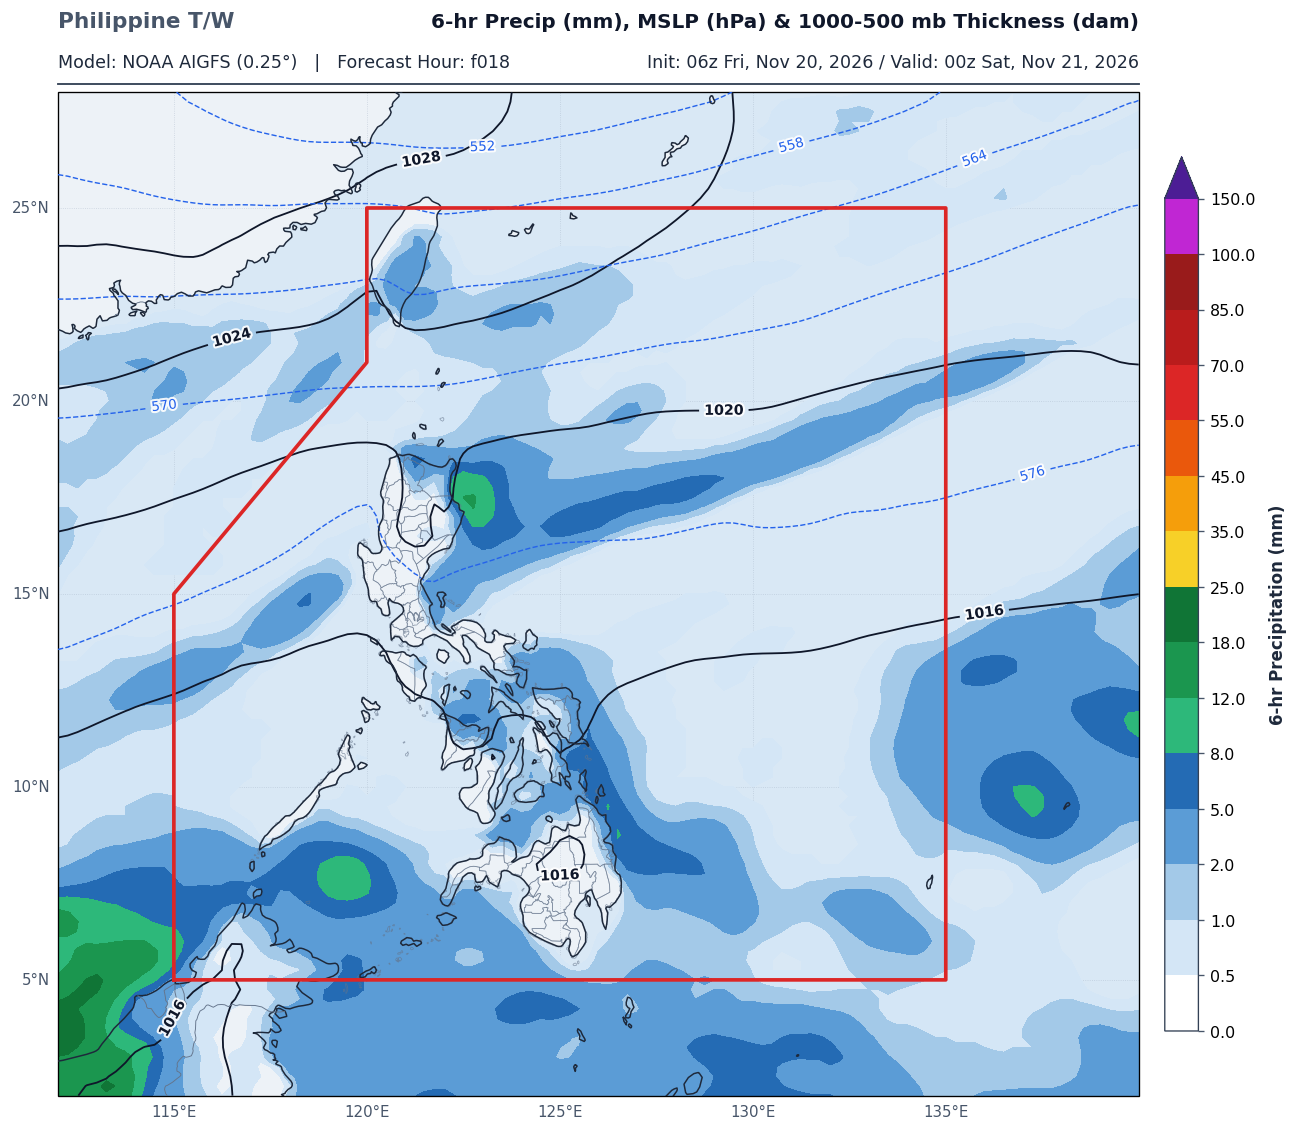 Philippine T/W
6-hr Precip (mm), MSLP (hPa) & 1000-500 mb Thickness (dam)
Model: NOAA AIGFS (0.25°) | Forecast Hour: f018
Init: 06z Fri, Nov 20, 2026 / Valid: 00z Sat, Nov 21, 2026
552
1028
558
564
1024
570
1020
576
1016
1016
1016
25°N
20°N
15°N
10°N
5°N
115°E
120°E
125°E
130°E
135°E
150.0
100.0
85.0
70.0
55.0
45.0
35.0
25.0
18.0
12.0
8.0
5.0
2.0
1.0
0.5
0.0
6-hr Precipitation (mm)